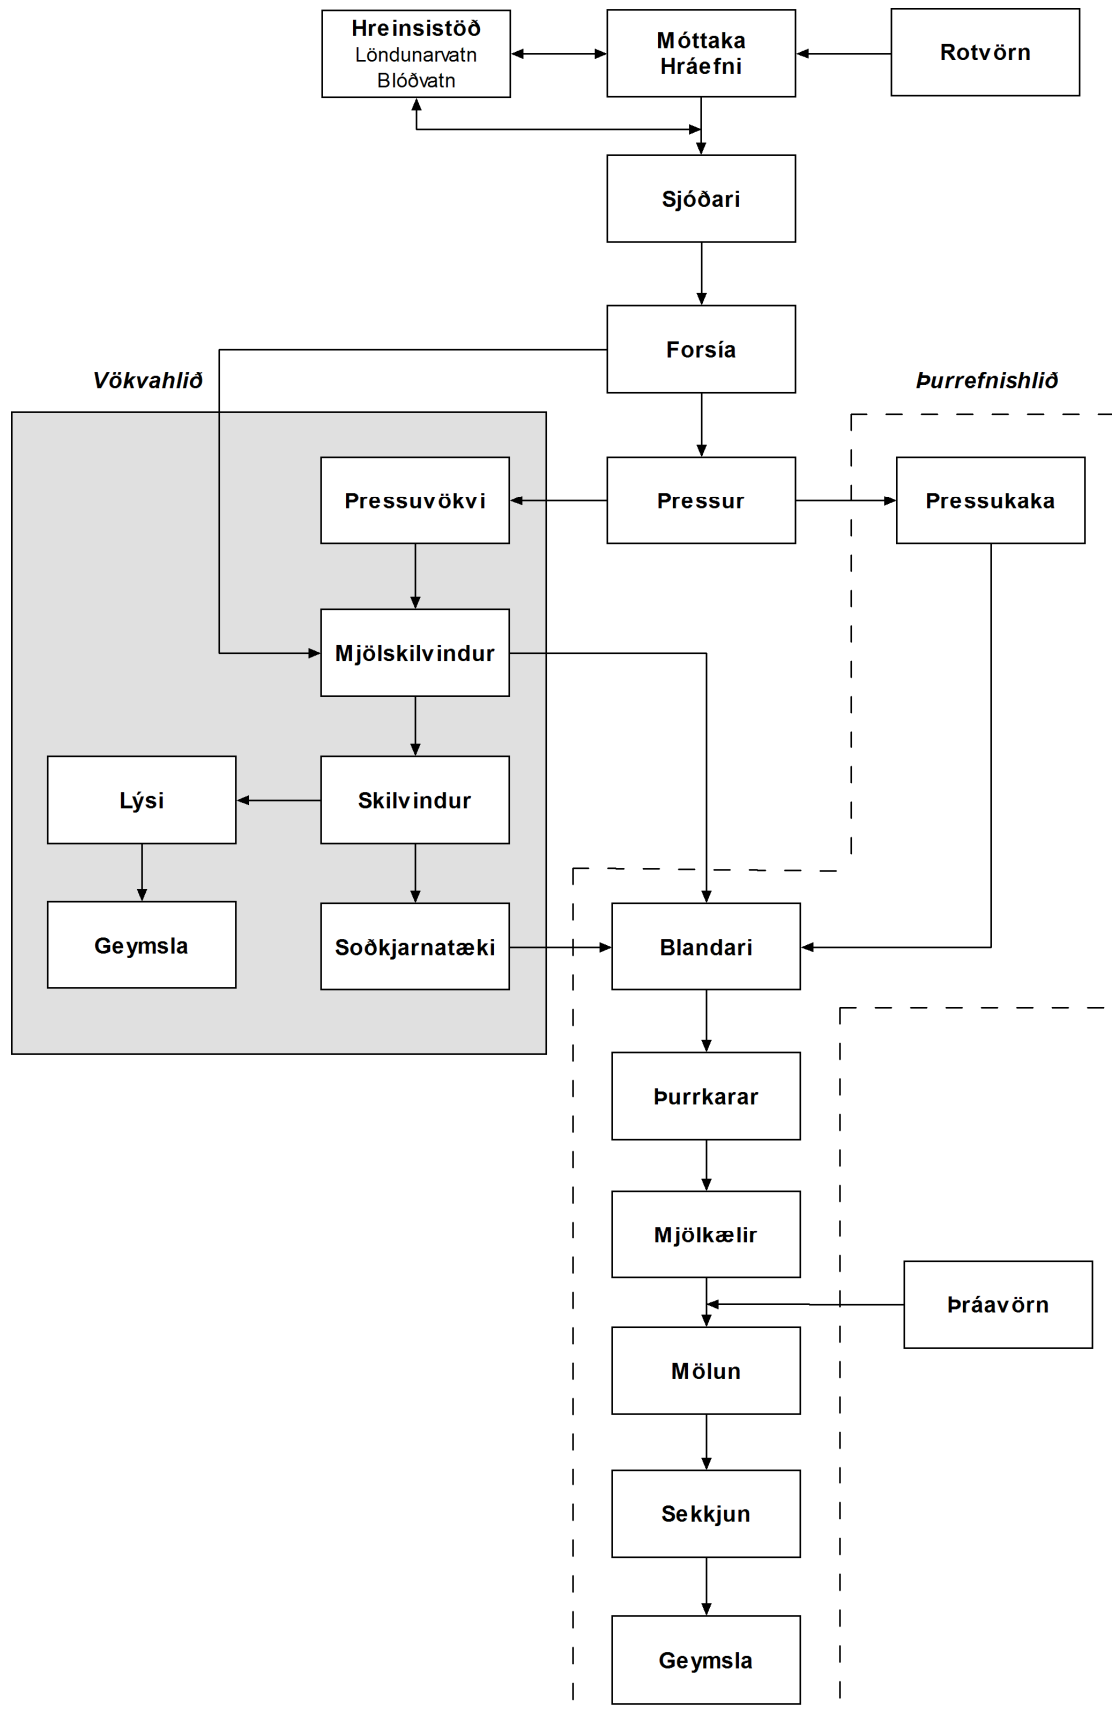 Hreinsistöð
Löndunarvatn
Blóðvatn
Móttaka
Hráefni
Rotvörn
Sjóðari
Forsía
Vökvahlið
Þurrefnishlið
Pressuvökvi
Pressur
Pressukaka
Mjölskilvindur
Lýsi
Skilvindur
Geymsla
Soðkjarnatæki
Blandari
Þurrkarar
Mjölkælir
Þráavörn
Mölun
Sekkjun
Geymsla